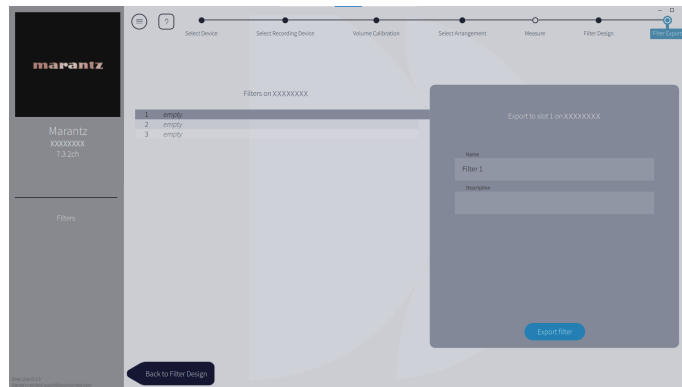 marantz
Marantz
XXXXXXXX
7.3.2ch
Filters
?
Select Device
Select Recording Device
Volume Calibration
Select Arrangement
Measure
Filter Design
Filter Export
Filters on XXXXXXXX
1 empty
2 empty
3 empty
Export to slot 1 on XXXXXXXX
Name
Filter 1
Description
Export filter
Back to Filter Design